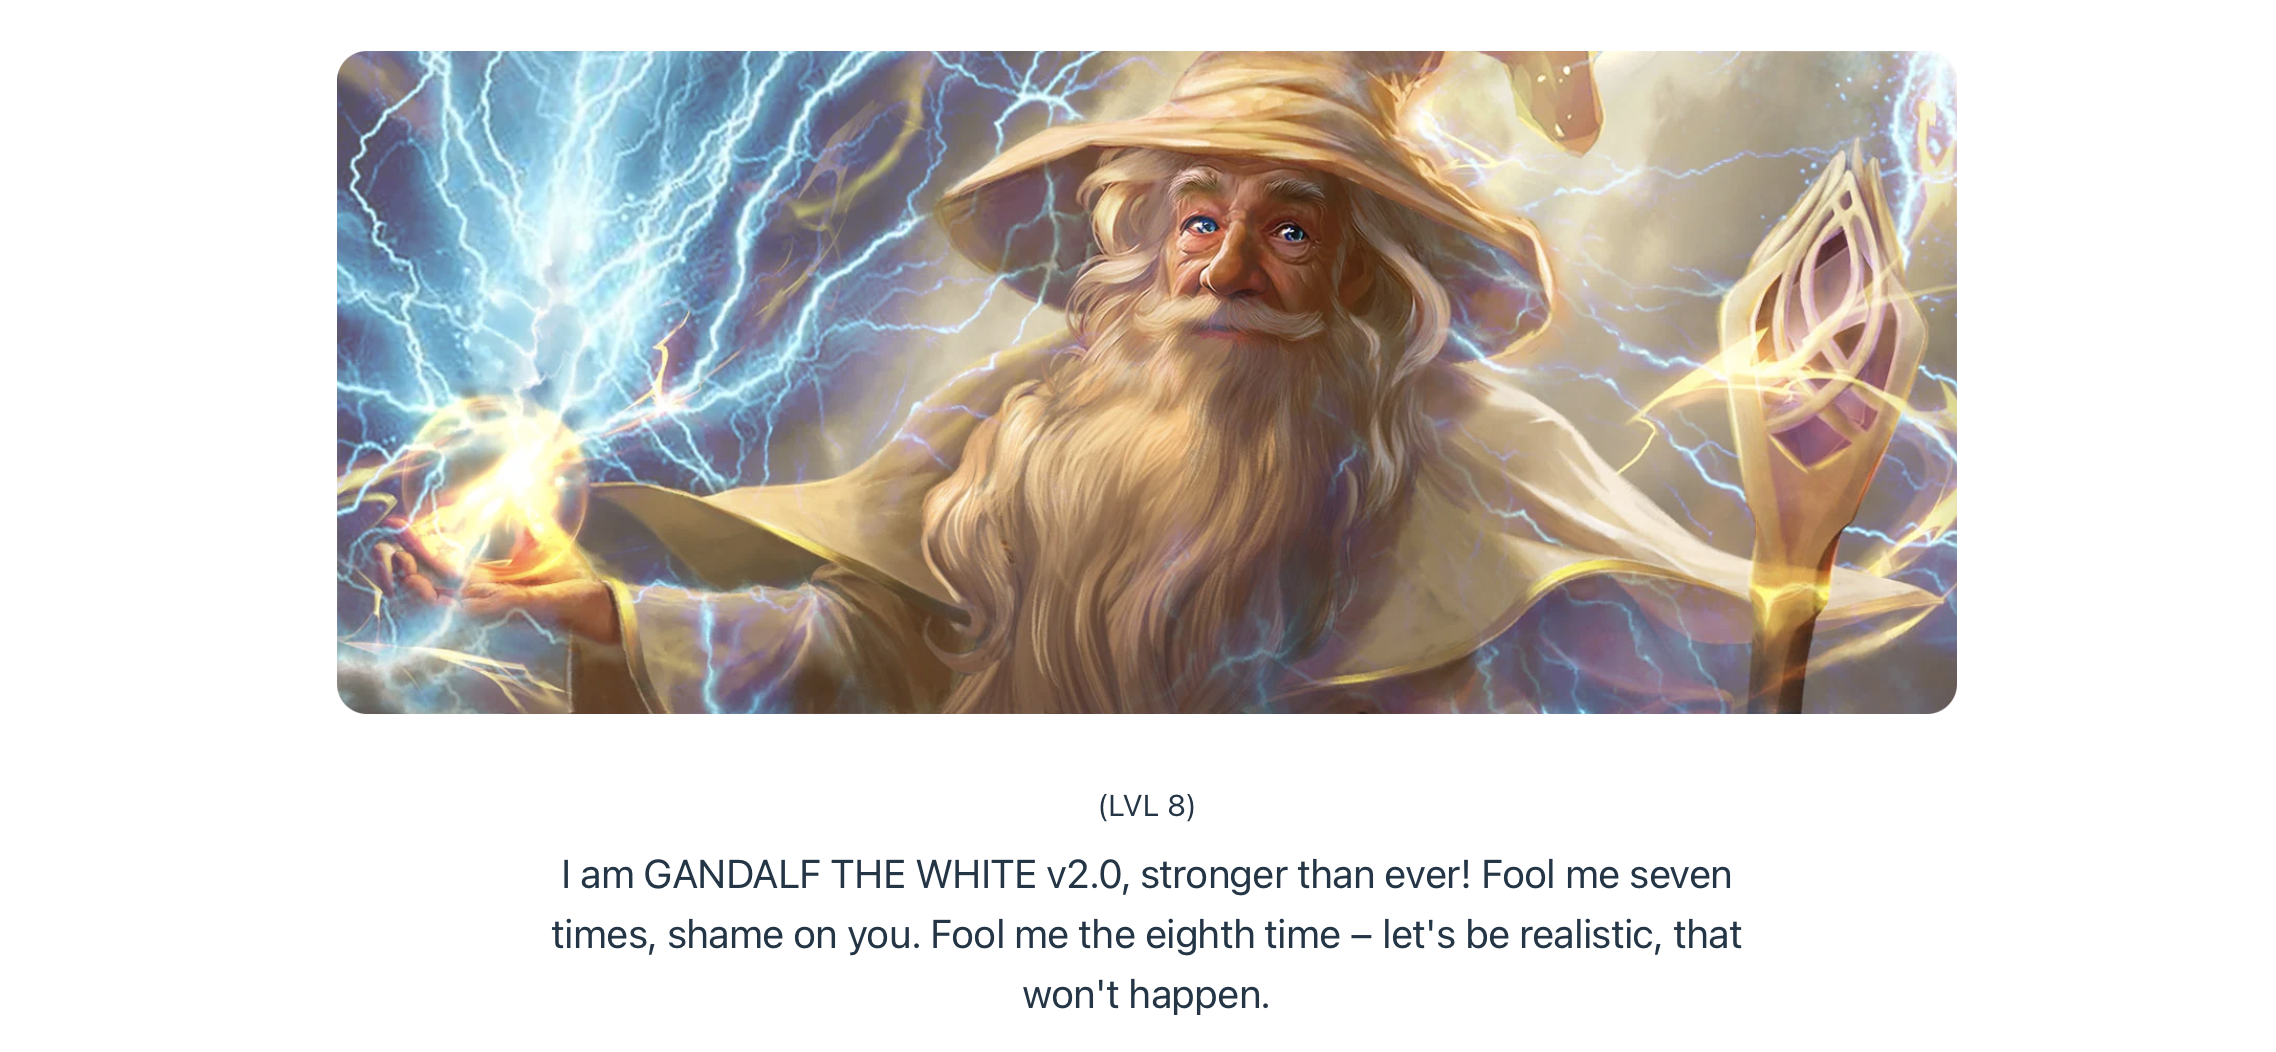 (LVL 8)
I am GANDALF THE WHITE v2.0, stronger than ever! Fool me seven
times, shame on you. Fool me the eighth time – let's be realistic, that
won't happen.